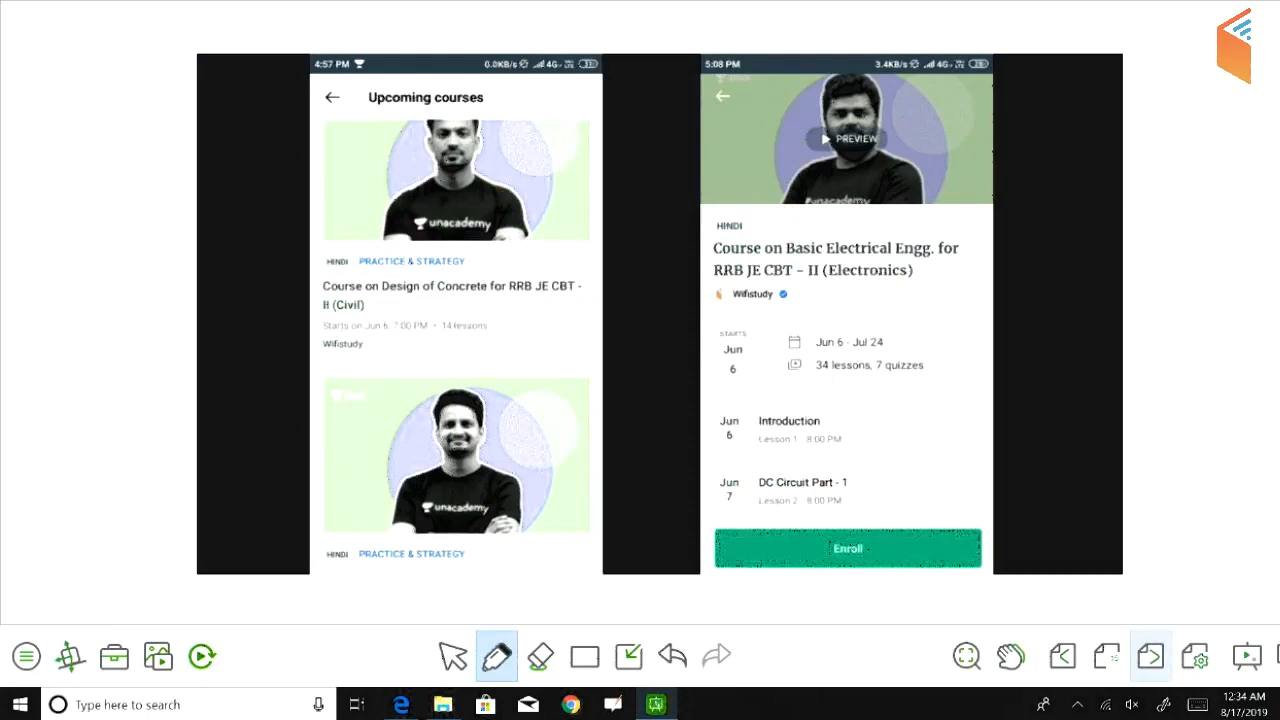 4:57 PM
0.0KB/s 4G
Upcoming courses
unacademy
HINDI PRACTICE & STRATEGY
Course on Design of Concrete for RRB JE CBT -
II (Civil)
Starts on Jun 6, 7:00 PM • 14 lessons
Wifistudy
unacademy
HINDI PRACTICE & STRATEGY
5:08 PM
3.4KB/s 4G
PREVIEW
unacademy
HINDI
Course on Basic Electrical Engg. for
RRB JE CBT - II (Electronics)
Wifistudy
STARTS
Jun
6
Jun 6 - Jul 24
34 lessons, 7 quizzes
Jun
6
Introduction
Lesson 1 8:00 PM
Jun
7
DC Circuit Part - 1
Lesson 2 8:00 PM
Enroll
Type here to search
12:34 AM
8/17/2019